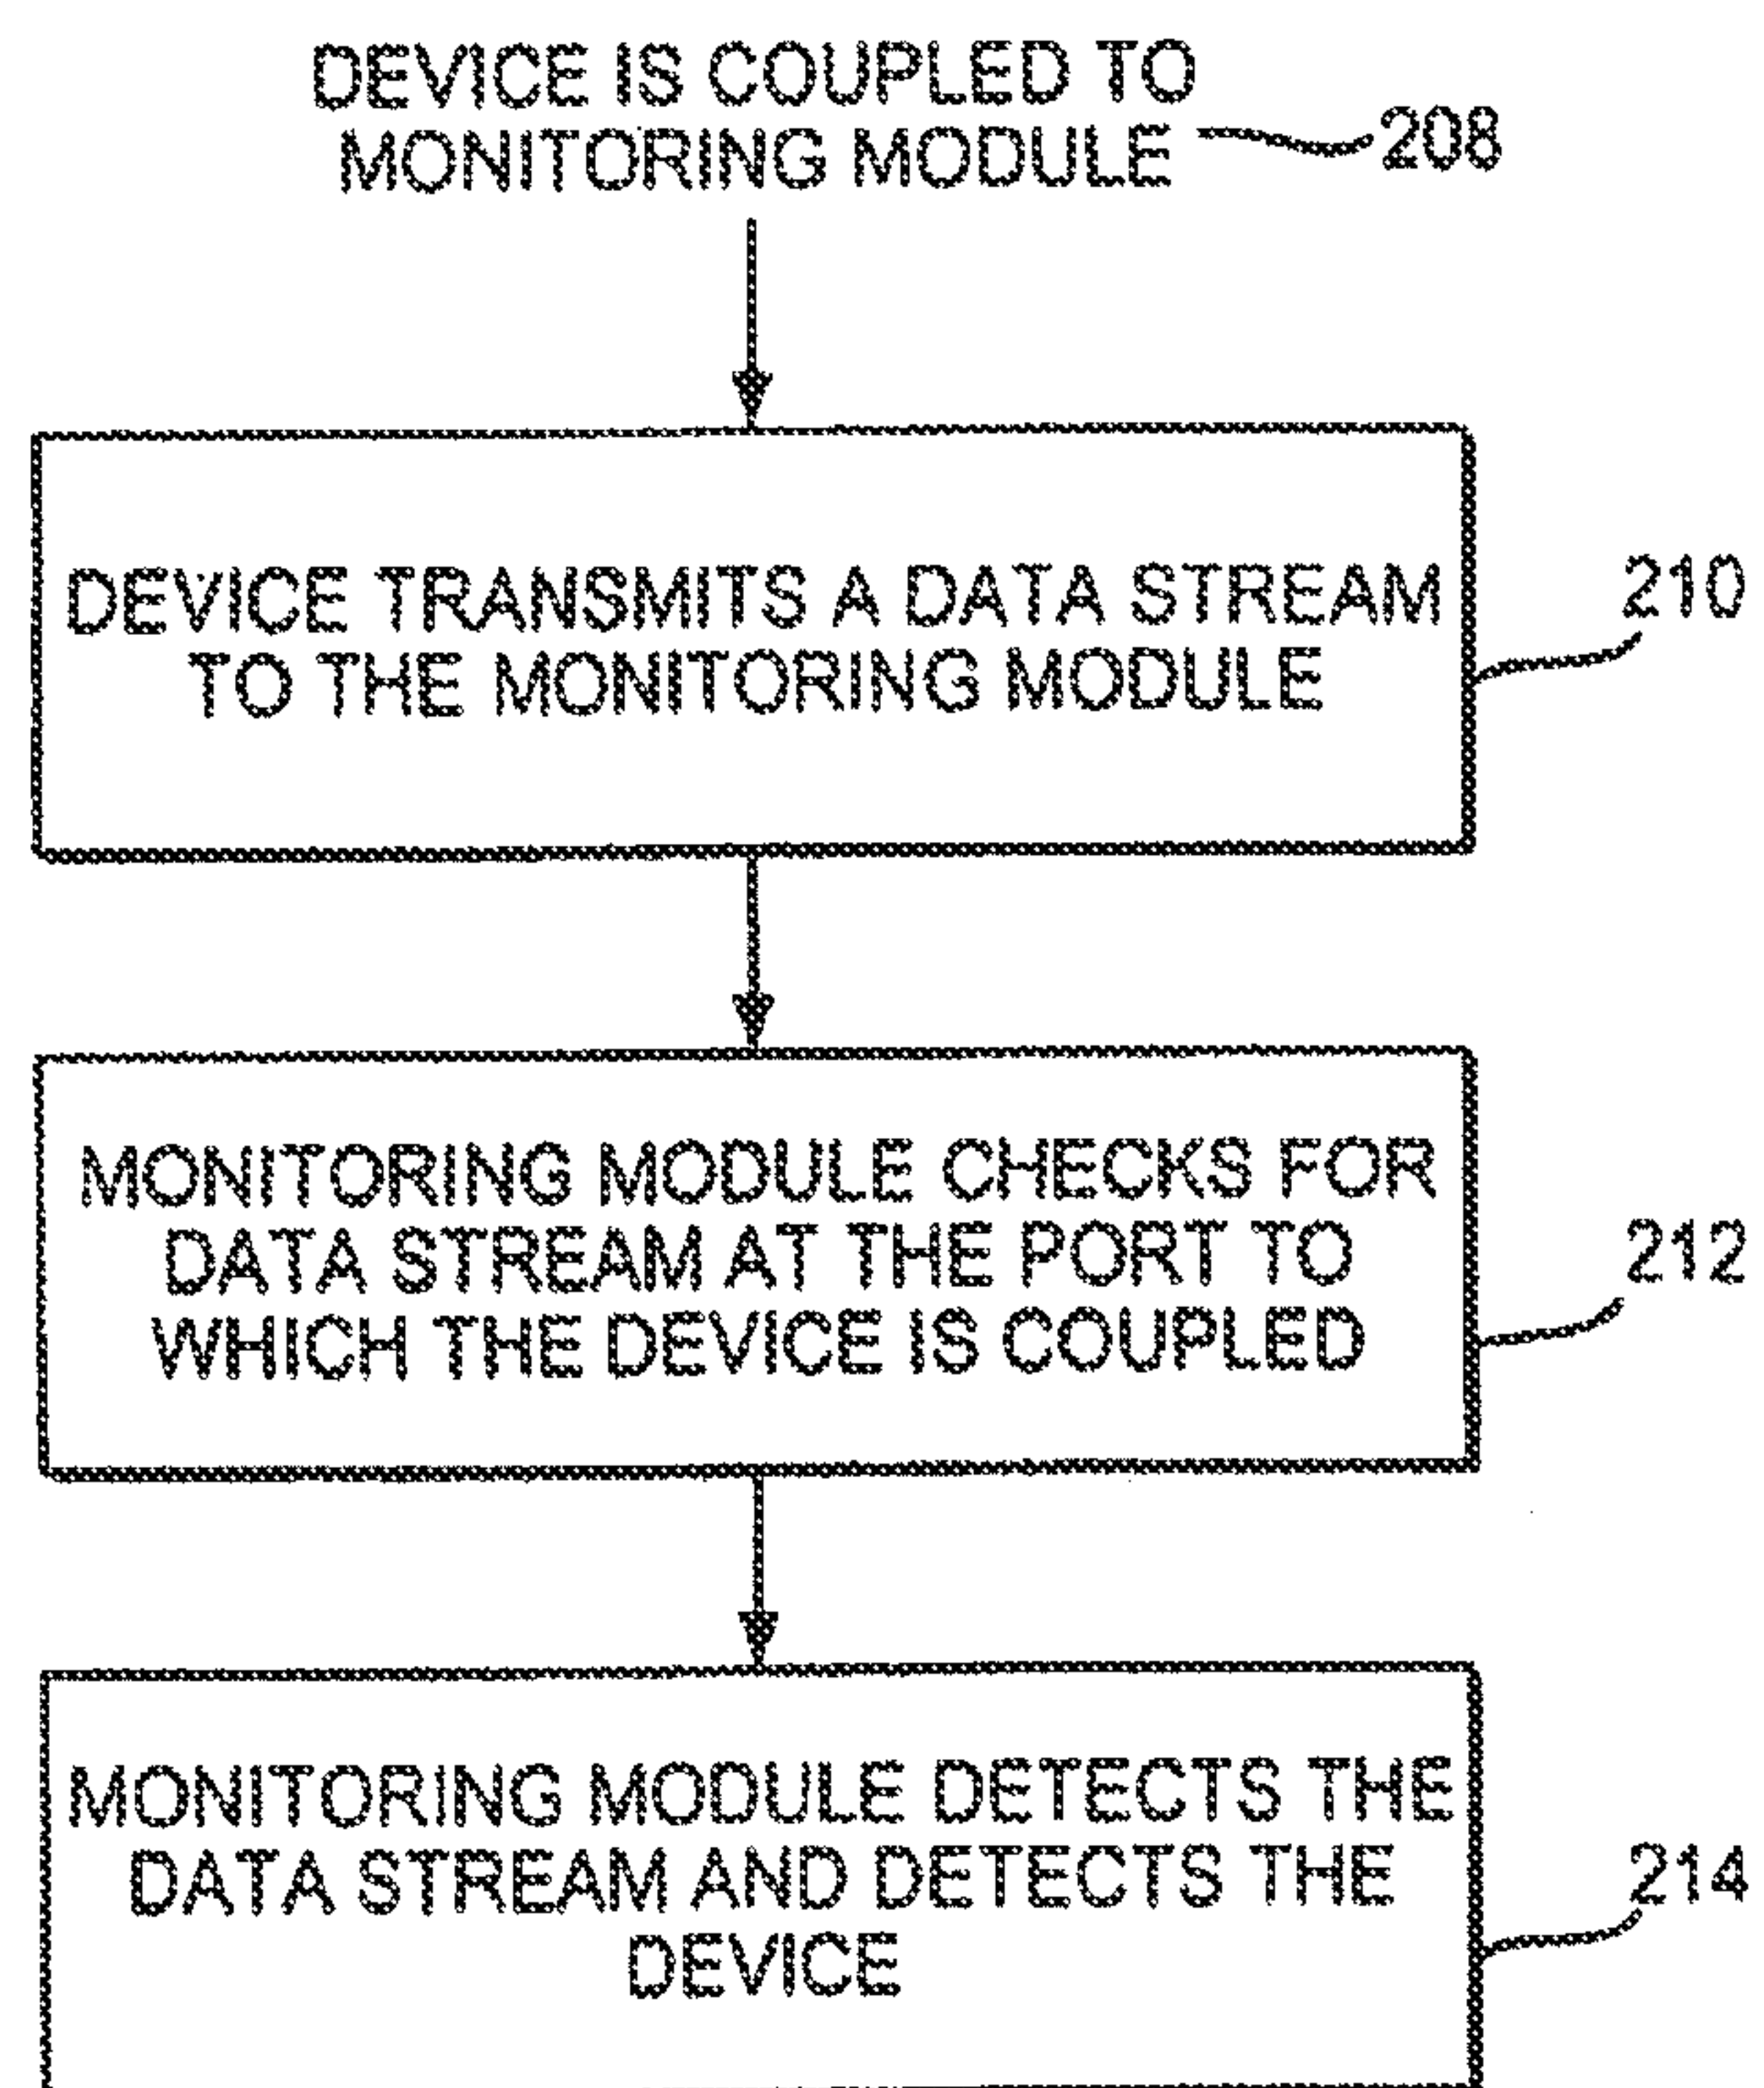 DEVICE IS COUPLED TO
MONITORING MODULE 208
DEVICE TRANSMITS A DATA STREAM
TO THE MONITORING MODULE
210
MONITORING MODULE CHECKS FOR
DATA STREAM AT THE PORT TO
WHICH THE DEVICE IS COUPLED
212
MONITORING MODULE DETECTS THE
DATA STREAM AND DETECTS THE
DEVICE
214